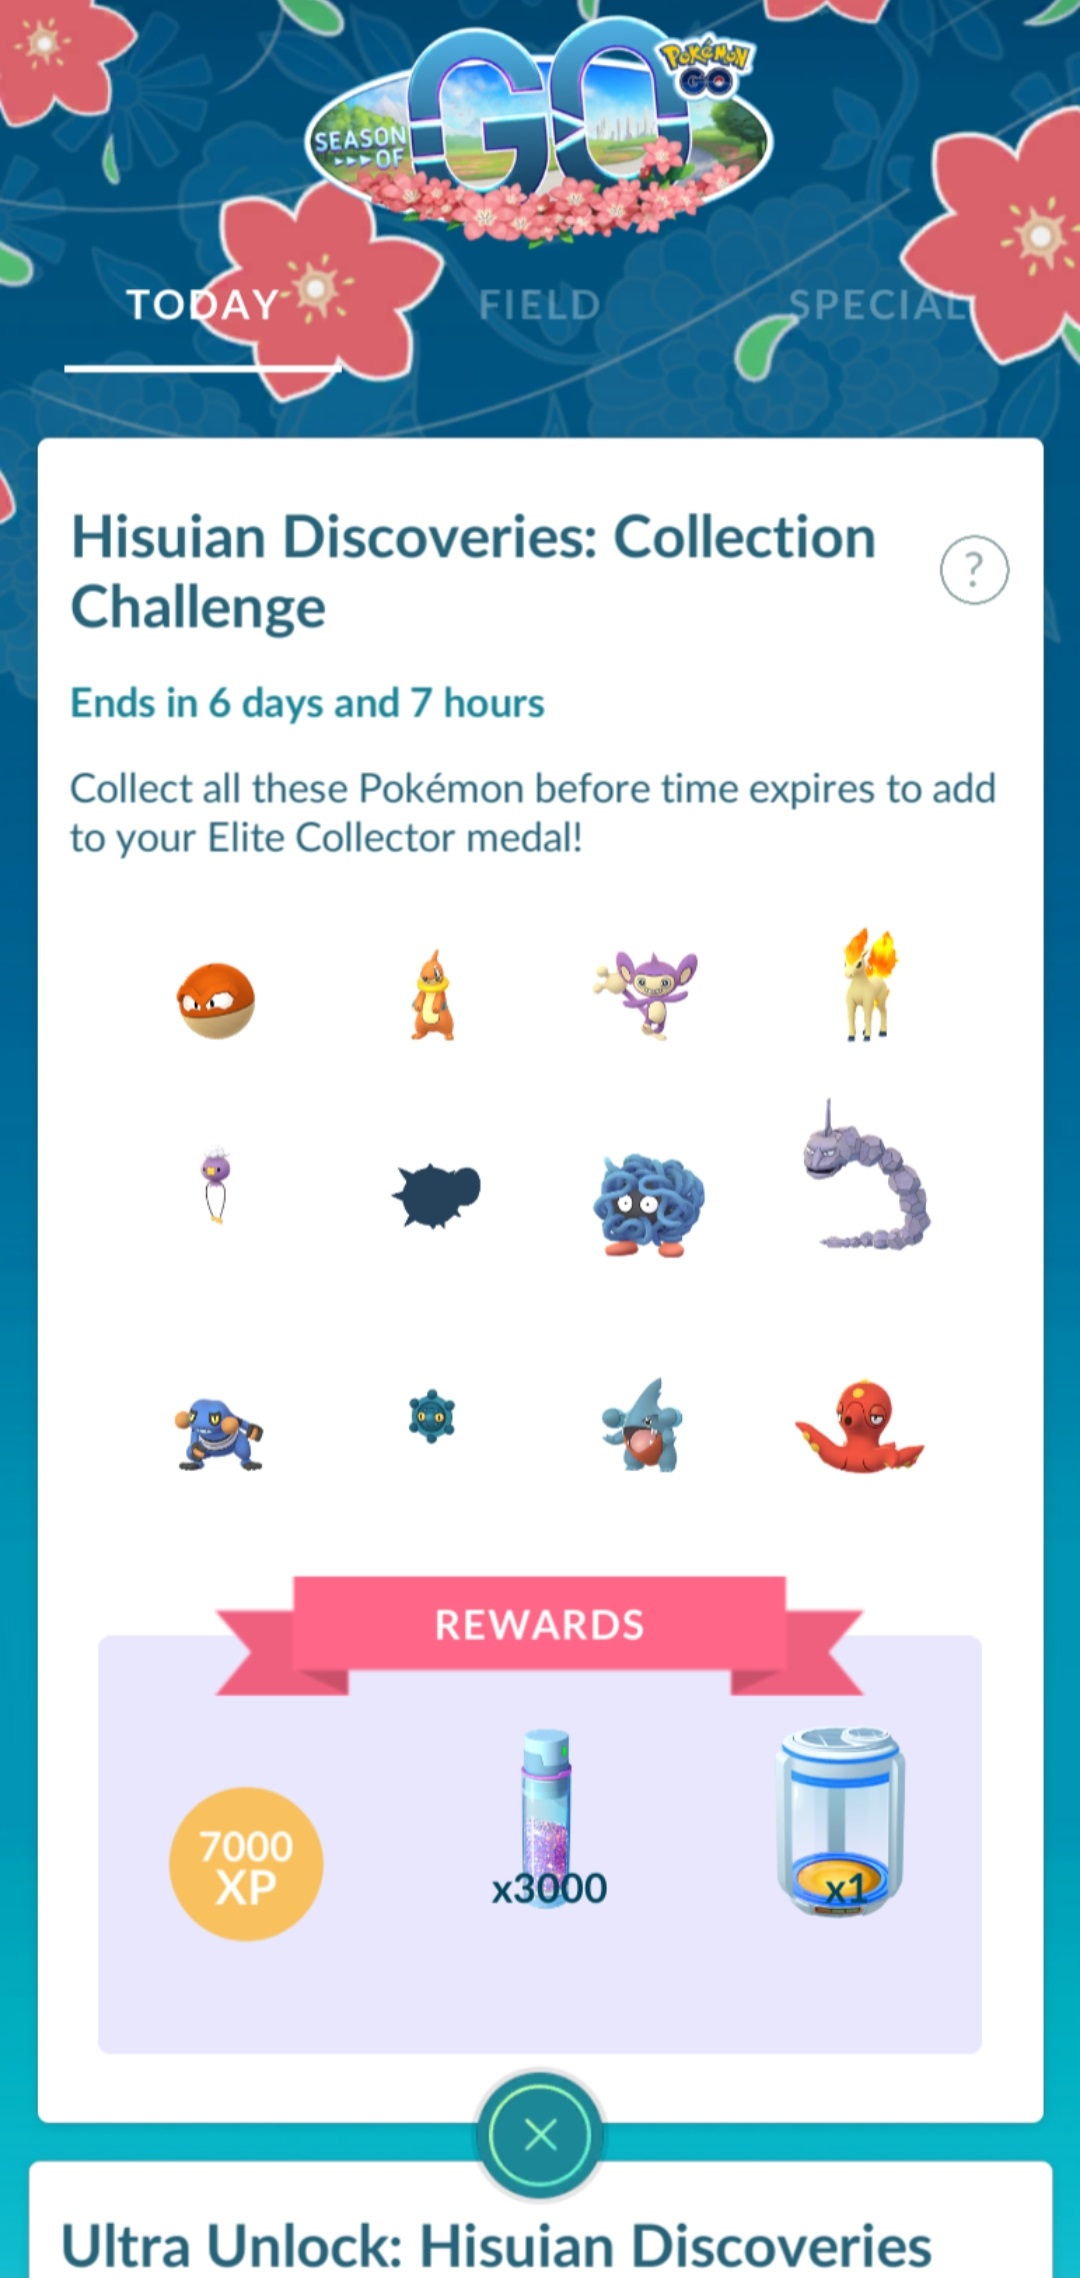 SEASON
OF
GO
POKÉMON
GO
TODAY
FIELD
SPECIAL
Hisuian Discoveries: Collection
Challenge
?
Ends in 6 days and 7 hours
Collect all these Pokémon before time expires to add
to your Elite Collector medal!
REWARDS
7000
XP
x3000
x1
Ultra Unlock: Hisuian Discoveries